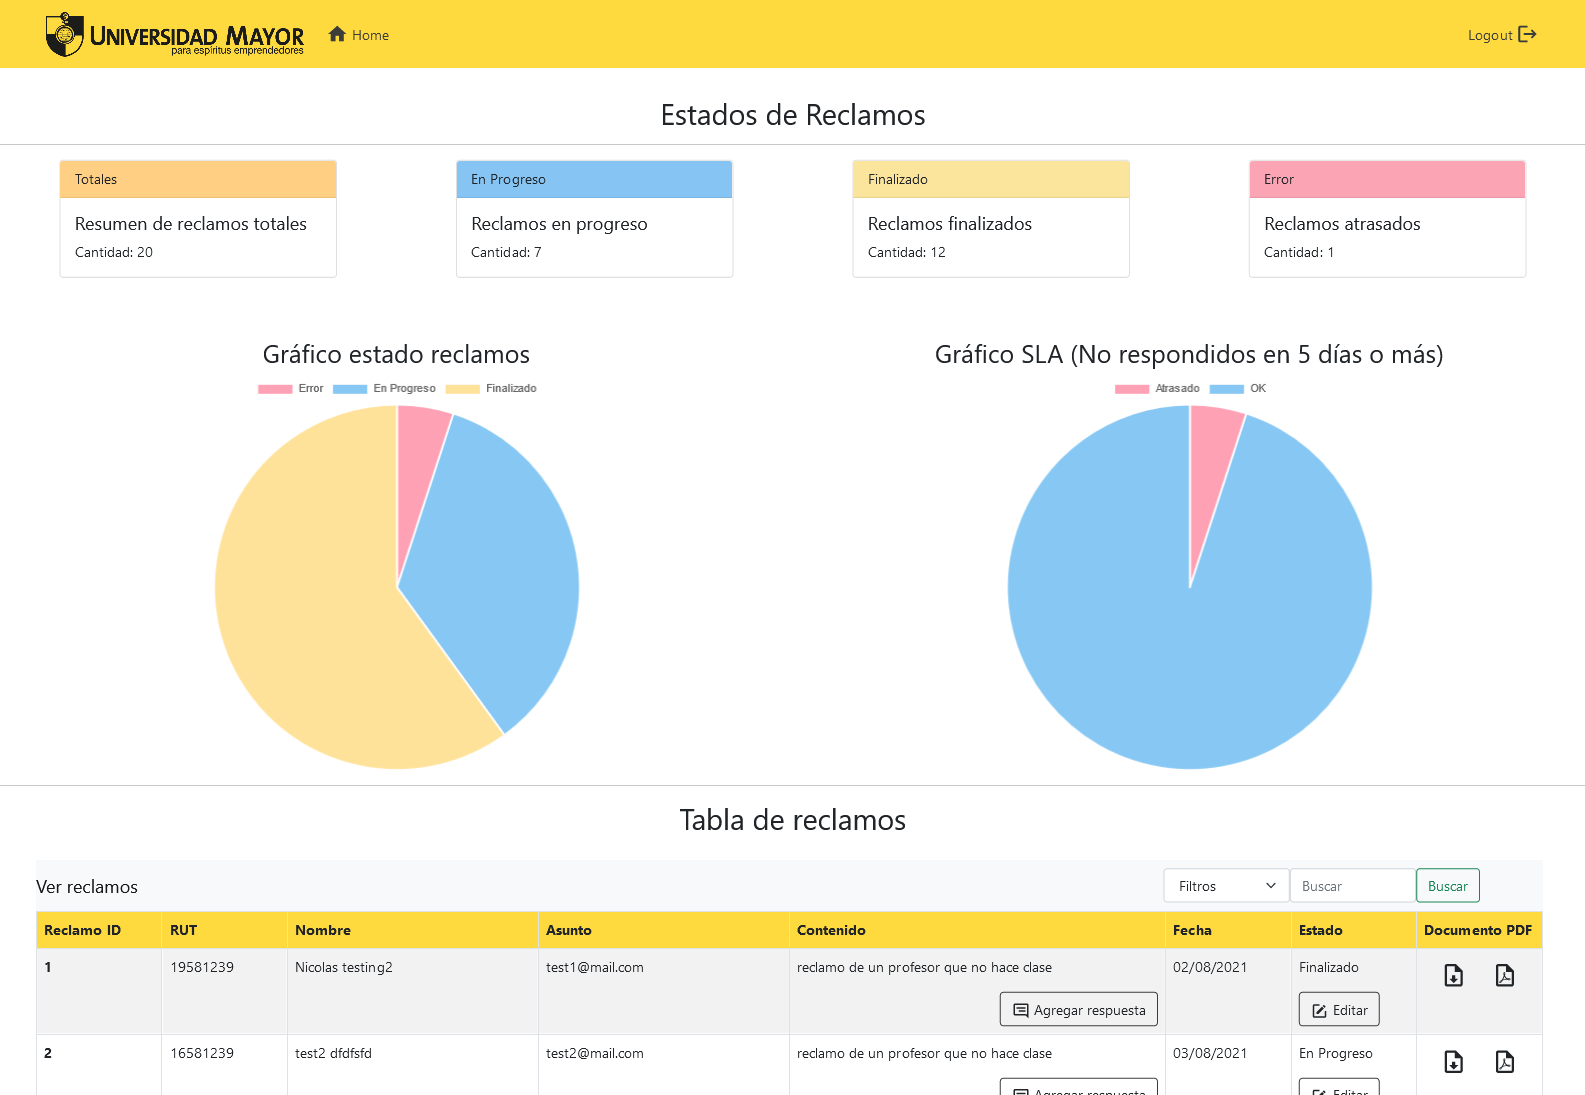 UNIVERSIDAD MAYOR
para espíritus emprendedores
Home
Logout
Estados de Reclamos
Totales
Resumen de reclamos totales
Cantidad: 20
En Progreso
Reclamos en progreso
Cantidad: 7
Finalizado
Reclamos finalizados
Cantidad: 12
Error
Reclamos atrasados
Cantidad: 1
Gráfico estado reclamos
Error En Progreso Finalizado
Gráfico SLA (No respondidos en 5 días o más)
Atrasado OK
Tabla de reclamos
Ver reclamos
Filtros
Buscar
Buscar
Reclamo ID RUT Nombre Asunto Contenido Fecha Estado Documento PDF
1 19581239 Nicolas testing2 test1@mail.com reclamo de un profesor que no hace clase 02/08/2021 Finalizado
Agregar respuesta Editar
2 16581239 test2 dfdfsfd test2@mail.com reclamo de un profesor que no hace clase 03/08/2021 En Progreso
Agregar respuesta Editar